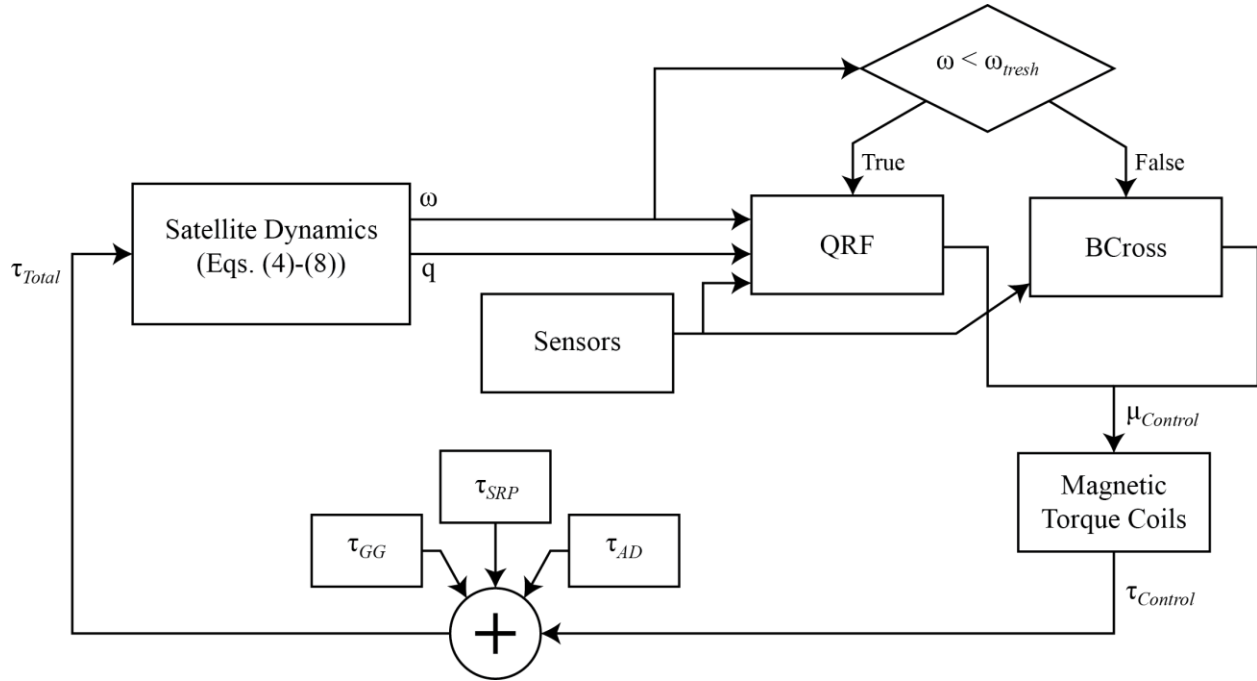 ω < ωtresh
True
False
ω
Satellite Dynamics
(Eqs. (4)-(8))
QRF
BCross
τTotal
q
Sensors
μControl
τSRP
Magnetic
Torque Coils
τGG
τAD
τControl
+